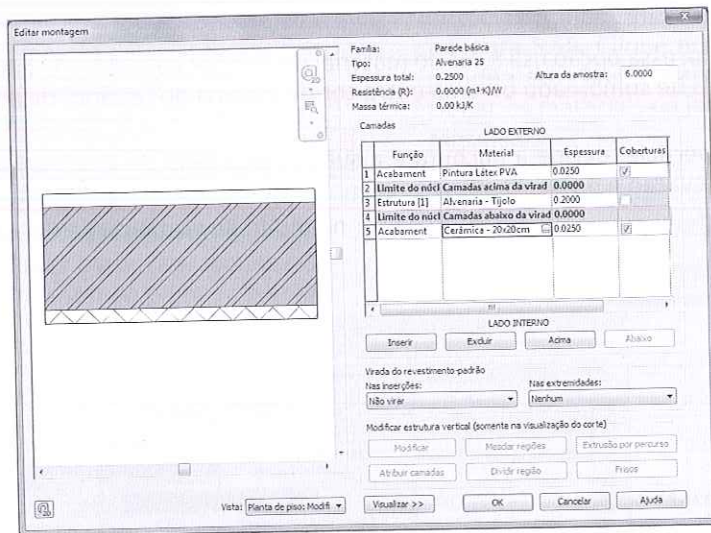 Editar montagem
Família: Parede básica
Tipo: Alvenaria 25
Espessura total: 0.2500 Altura da amostra: 6.0000
Resistência (R): 0.0000 (m²·K)/W
Massa térmica: 0.00 kJ/K
Camadas
LADO EXTERNO
Função Material Espessura Coberturas
1 Acabament Pintura Látex PVA 0.0250
2 Limite do núcl Camadas acima da virad 0.0000
3 Estrutura [1] Alvenaria - Tijolo 0.2000
4 Limite do núcl Camadas abaixo da virad 0.0000
5 Acabament Cerâmica - 20x20cm 0.0250
LADO INTERNO
Inserir Excluir Acima Abaixo
Virada do revestimento-padrão
Nas inserções: Nas extremidades:
Não virar Nenhum
Modificar estrutura vertical (somente na visualização do corte)
Modificar Mesclar regiões Extrusão por percurso
Atribuir camadas Dividir região Frisos
Vista: Planta de piso: Modifi Visualizar >> OK Cancelar Ajuda